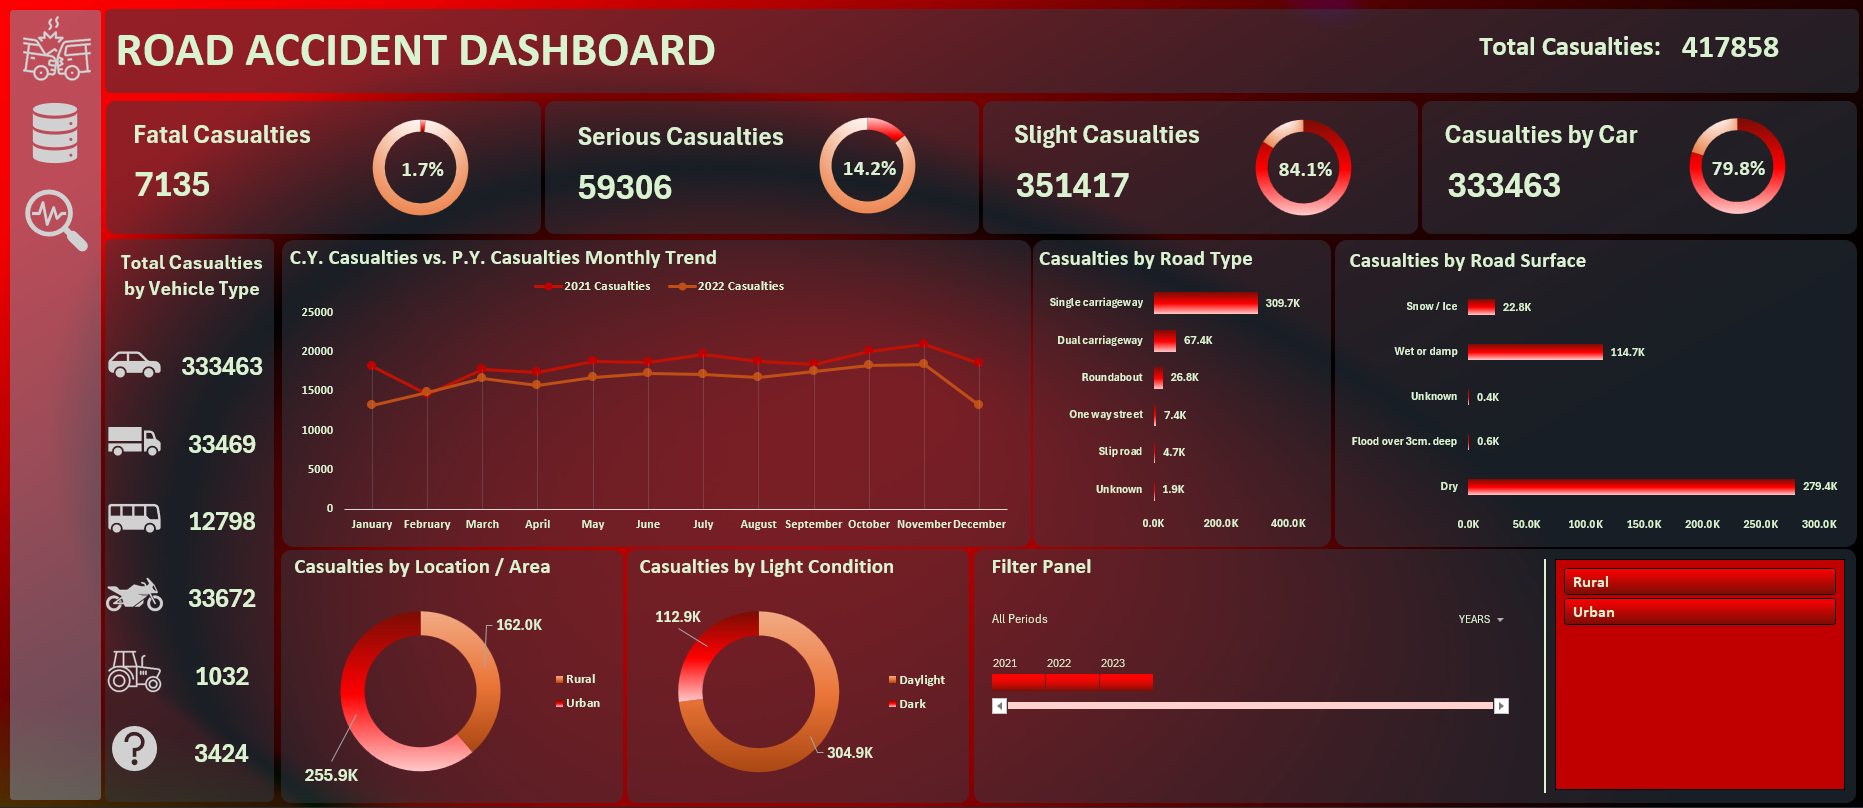 ROAD ACCIDENT DASHBOARD
Total Casualties: 417858
Fatal Casualties
7135
1.7%
Serious Casualties
59306
14.2%
Slight Casualties
351417
84.1%
Casualties by Car
333463
79.8%
Total Casualties
by Vehicle Type
333463
33469
12798
33672
1032
?
3424
C.Y. Casualties vs. P.Y. Casualties Monthly Trend
2021 Casualties
2022 Casualties
25000
20000
15000
10000
5000
0
January February March April May June July August September October November December
Casualties by Road Type
Single carriageway 309.7K
Dual carriageway 67.4K
Roundabout 26.8K
One way street 7.4K
Slip road 4.7K
Unknown 1.9K
0.0K 200.0K 400.0K
Casualties by Road Surface
Snow / Ice 22.8K
Wet or damp 114.7K
Unknown 0.4K
Flood over 3cm. deep 0.6K
Dry 279.4K
0.0K 50.0K 100.0K 150.0K 200.0K 250.0K 300.0K
Casualties by Location / Area
162.0K
Rural
Urban
255.9K
Casualties by Light Condition
112.9K
Daylight
Dark
304.9K
Filter Panel
All Periods
YEARS
2021 2022 2023
Rural
Urban